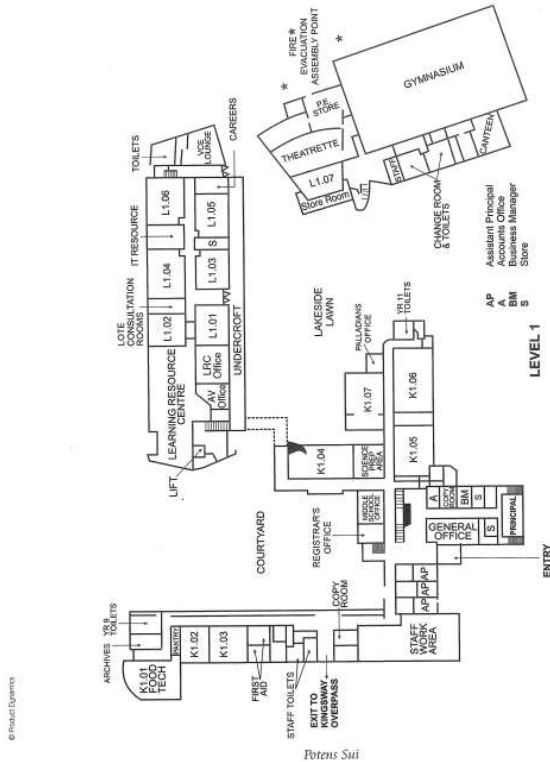 © Product Dynamics
FIRE
EVACUATION
ASSEMBLY POINT
GYMNASIUM
P.E.
STORE
THEATRETTE
L1.07
Store Room
STAFF
CHANGE ROOM
& TOILETS
CANTEEN
TOILETS
VCE
LOUNGE
CAREERS
L1.06
L1.05
IT RESOURCE
S
L1.04
L1.03
LOTE
CONSULTATION
ROOMS
L1.02
L1.01
LEARNING RESOURCE
CENTRE
LRC
Office
AV
Office
UNDERCROFT
LIFT
LAKESIDE
LAWN
COURTYARD
YR 11
TOILETS
PALLADIANS
OFFICE
K1.07
K1.06
K1.05
K1.04
SCIENCE
PREP
AREA
MIDDLE
SCHOOL
OFFICE
REGISTRAR'S
OFFICE
A
COPY
ROOM
BM
S
GENERAL
OFFICE
S
PRINCIPAL
ENTRY
AP
AP
AP
AP
STAFF
WORK
AREA
COPY
ROOM
EXIT TO
KINGSWAY
OVERPASS
STAFF TOILETS
FIRST
AID
K1.03
K1.02
PANTRY
K1.01
FOOD
TECH
ARCHIVES
YR 9
TOILETS
AP Assistant Principal
A Accounts Office
BM Business Manager
S Store
LEVEL 1
Potens Sui